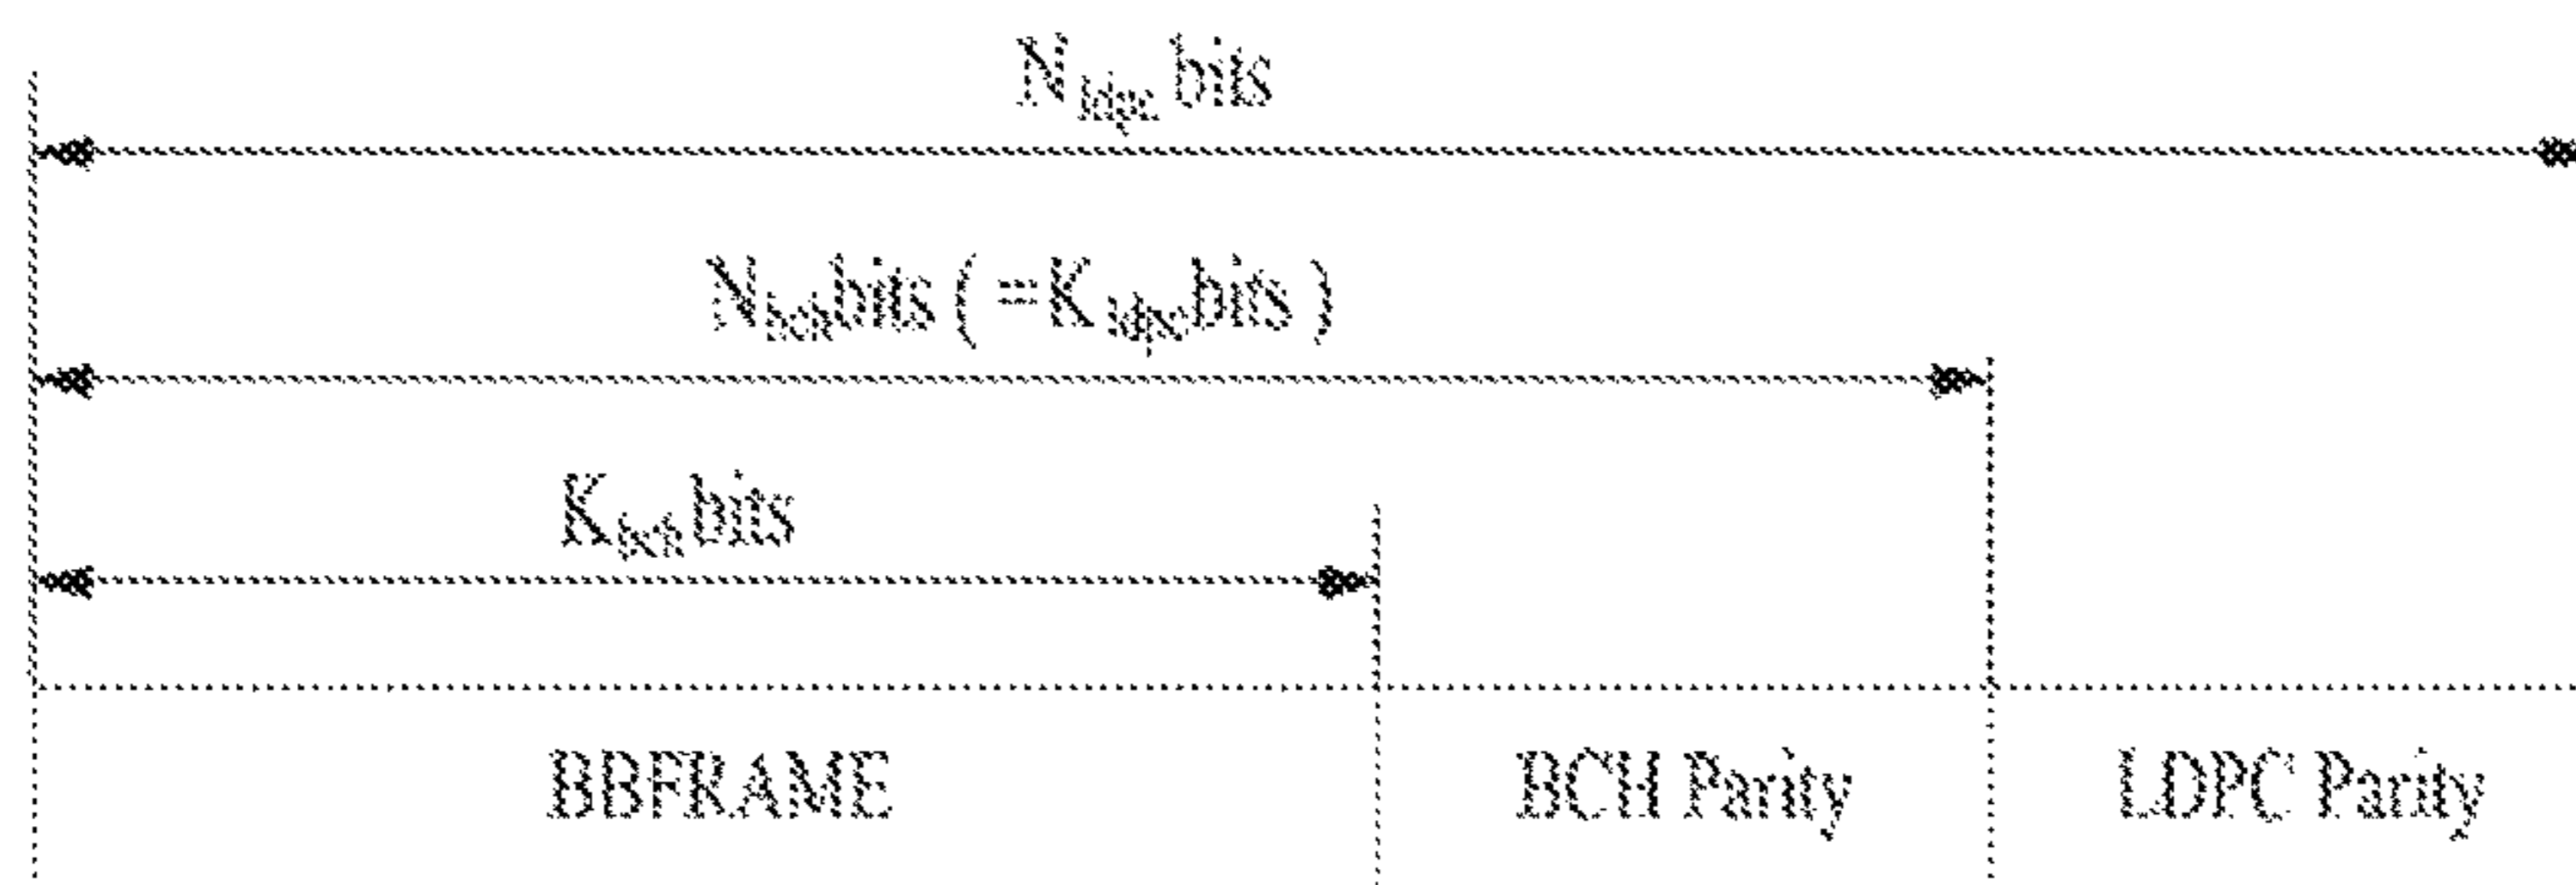 N ldpc bits
N bch bits ( = K ldpc bits )
K bch bits
BBFRAME BCH Parity LDPC Parity